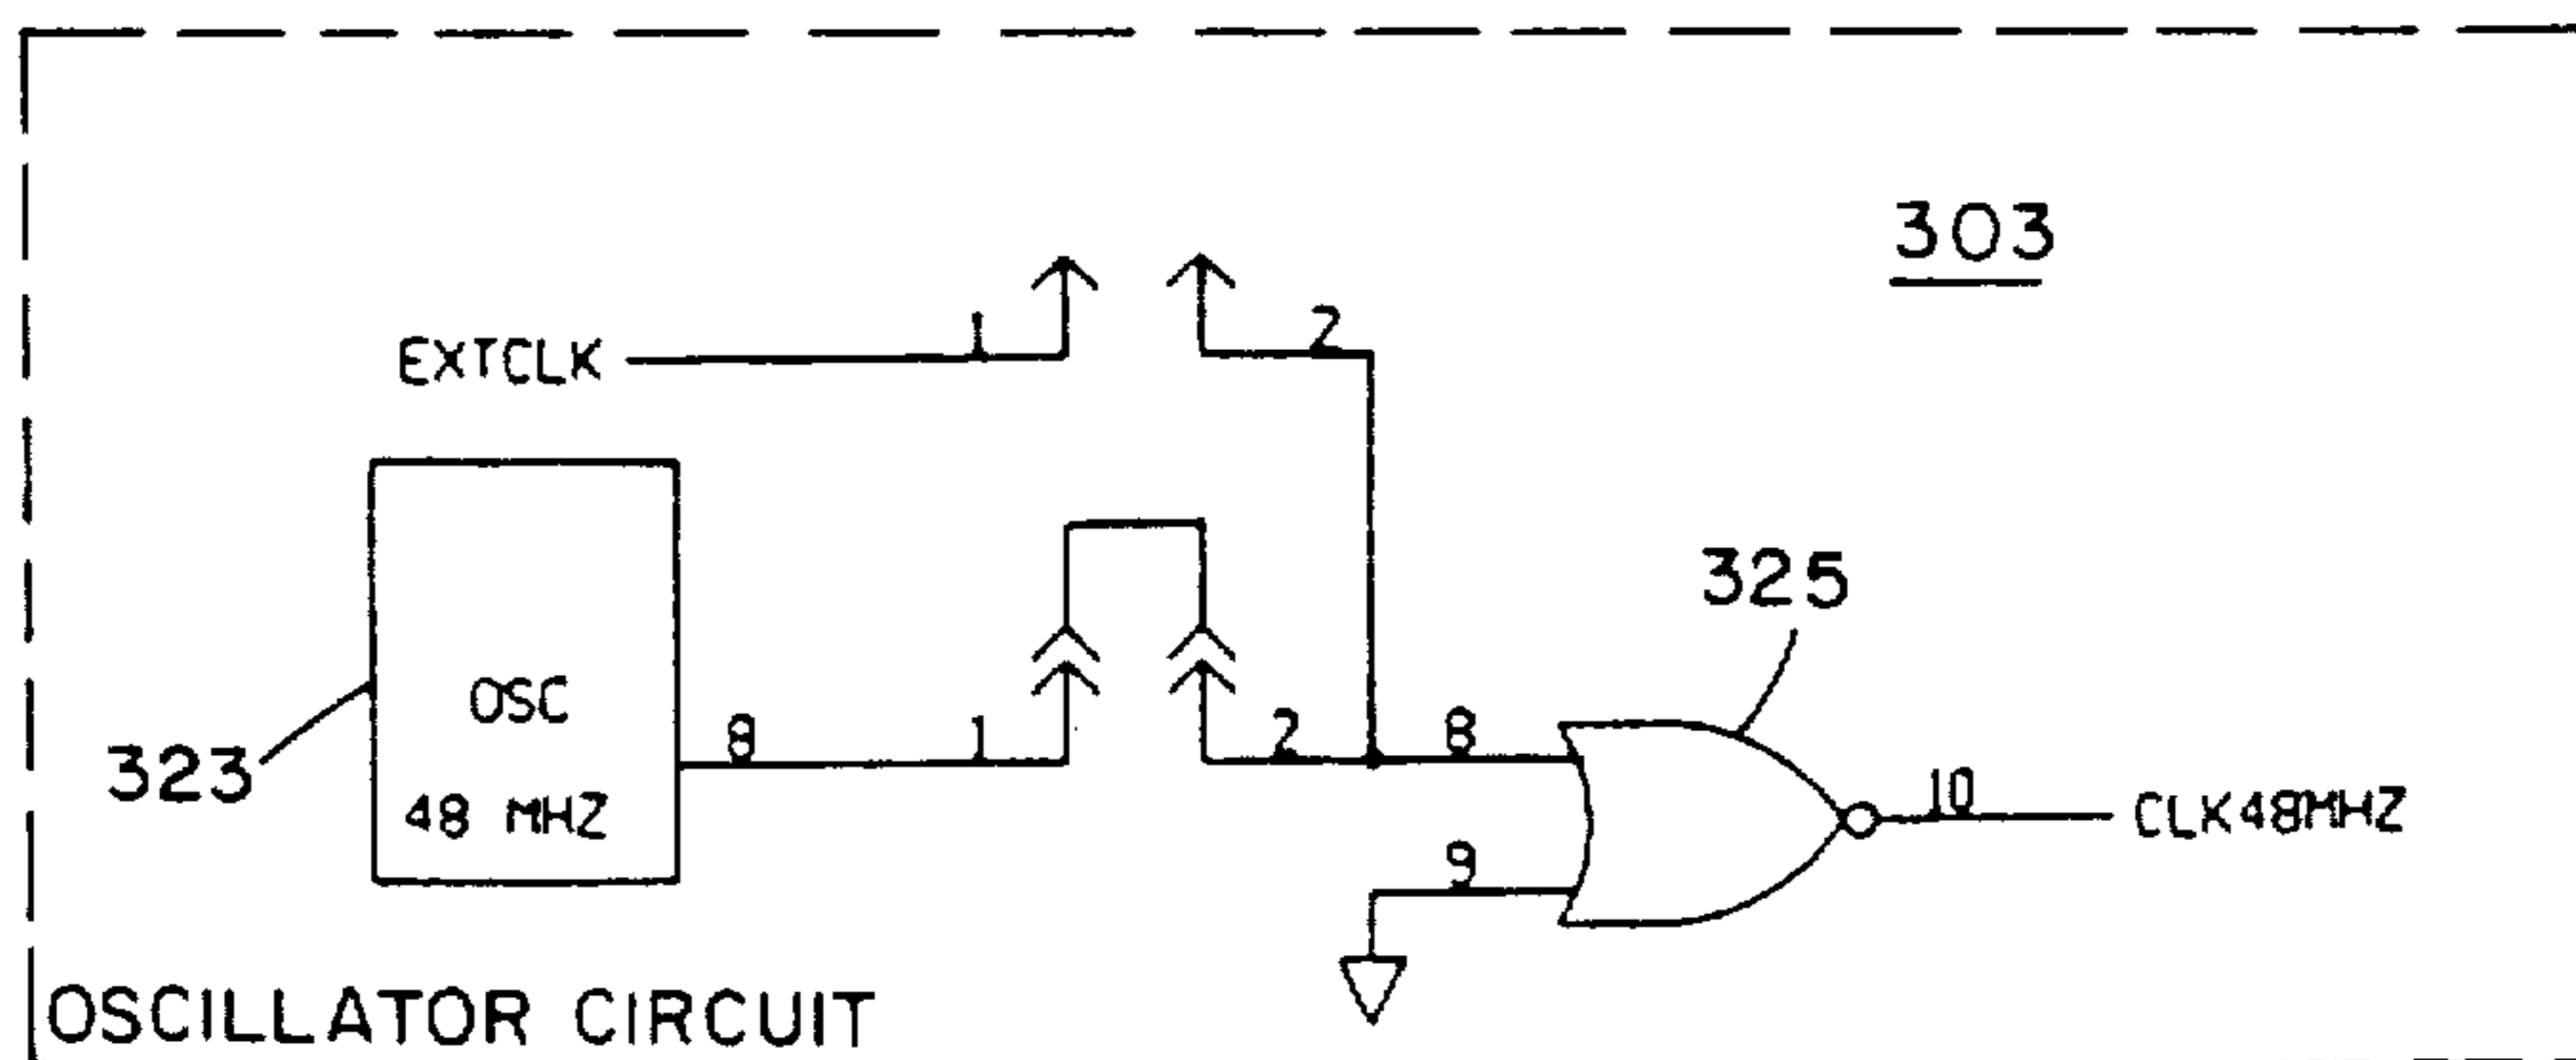 303
1
2
EXTCLK
325
OSC
48 MHZ
323
8
1
2
8
9
10
CLK48MHZ
OSCILLATOR CIRCUIT